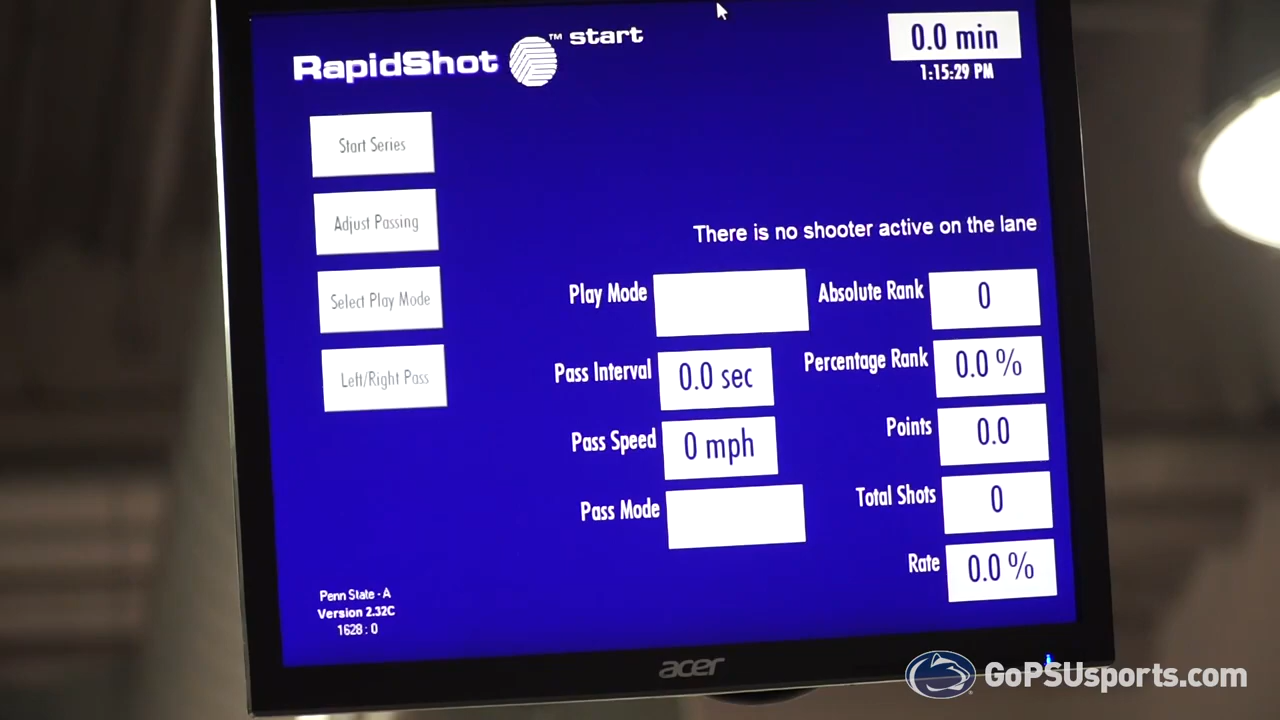 RapidShot ™ start
0.0 min
1:15:29 PM
Start Series
Adjust Passing
Select Play Mode
Left/Right Pass
There is no shooter active on the lane
Play Mode
Pass Interval 0.0 sec
Pass Speed 0 mph
Pass Mode
Absolute Rank 0
Percentage Rank 0.0 %
Points 0.0
Total Shots 0
Rate 0.0 %
Penn State - A
Version 2.32C
1628 : 0
acer
GoPSUsports.com